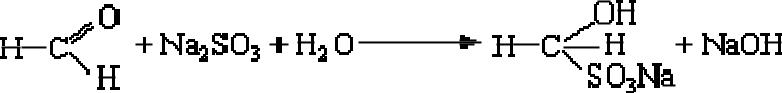 O OH
H C + Na₂SO₃ + H₂O H C H + NaOH
H SO₃Na